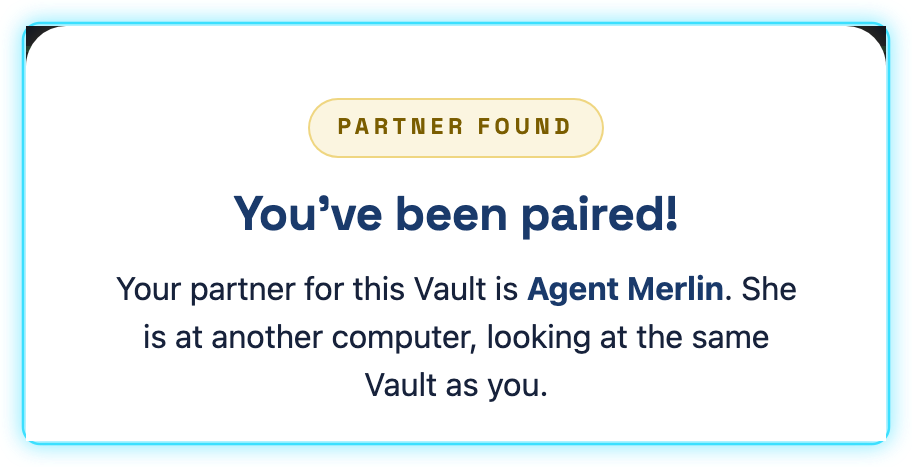 PARTNER FOUND
You’ve been paired!
Your partner for this Vault is Agent Merlin. She
is at another computer, looking at the same
Vault as you.